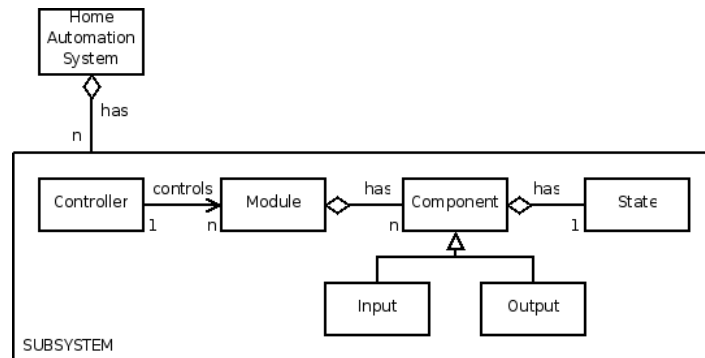 Home
Automation
System
has
n
Controller
controls
1
n
Module
has
n
Component
has
1
State
Input
Output
SUBSYSTEM